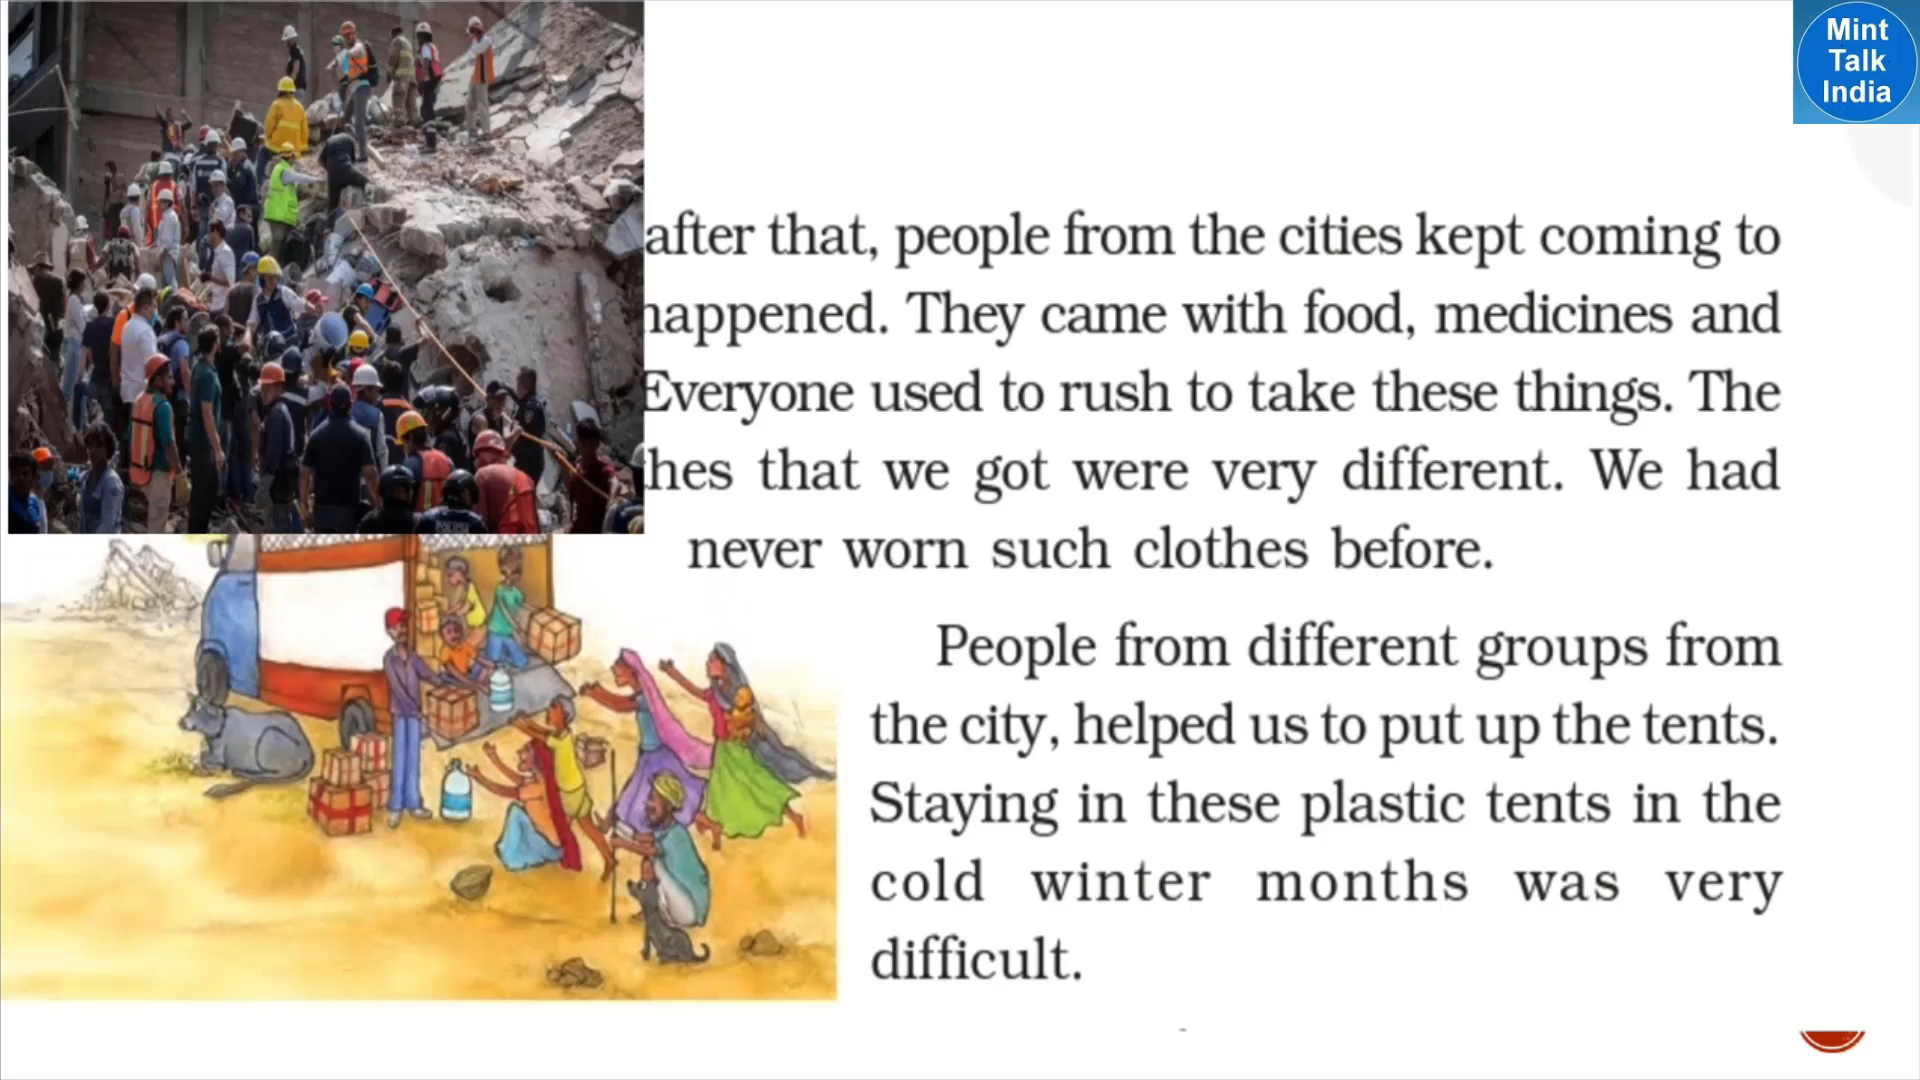 Mint
Talk
India
after that, people from the cities kept coming to
happened. They came with food, medicines and
Everyone used to rush to take these things. The
that we got were very different. We had
never worn such clothes before.
People from different groups from
the city, helped us to put up the tents.
Staying in these plastic tents in the
cold winter months was very
difficult.